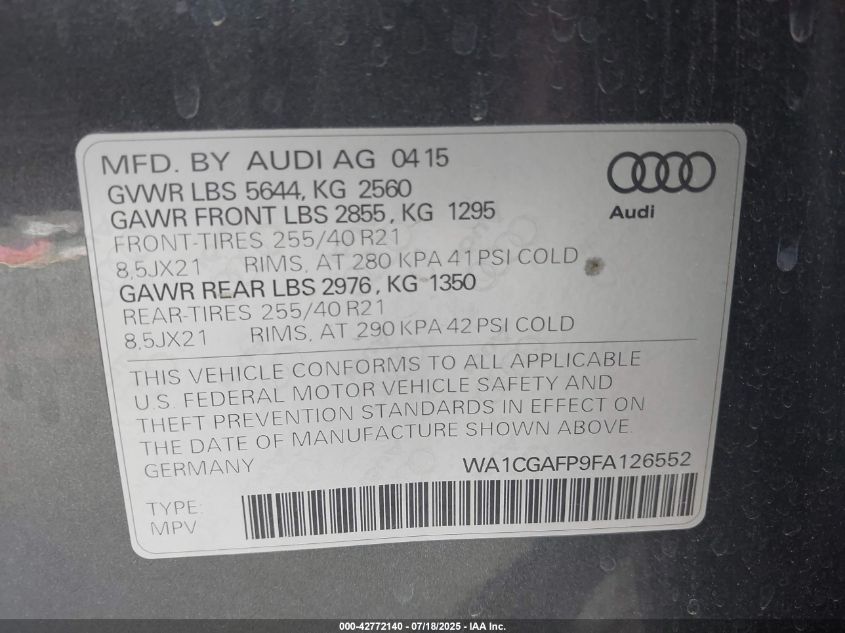 MFD. BY AUDI AG 04 15
GVWR LBS 5644, KG 2560
GAWR FRONT LBS 2855, KG 1295
FRONT-TIRES 255/40 R21
8,5JX21 RIMS, AT 280 KPA 41 PSI COLD
GAWR REAR LBS 2976, KG 1350
REAR-TIRES 255/40 R21
8,5JX21 RIMS, AT 290 KPA 42 PSI COLD
Audi
THIS VEHICLE CONFORMS TO ALL APPLICABLE
U.S. FEDERAL MOTOR VEHICLE SAFETY AND
THEFT PREVENTION STANDARDS IN EFFECT ON
THE DATE OF MANUFACTURE SHOWN ABOVE.
GERMANY WA1CGAFP9FA126552
TYPE:
MPV
000-42772140 - 07/18/2025 - IAA Inc.